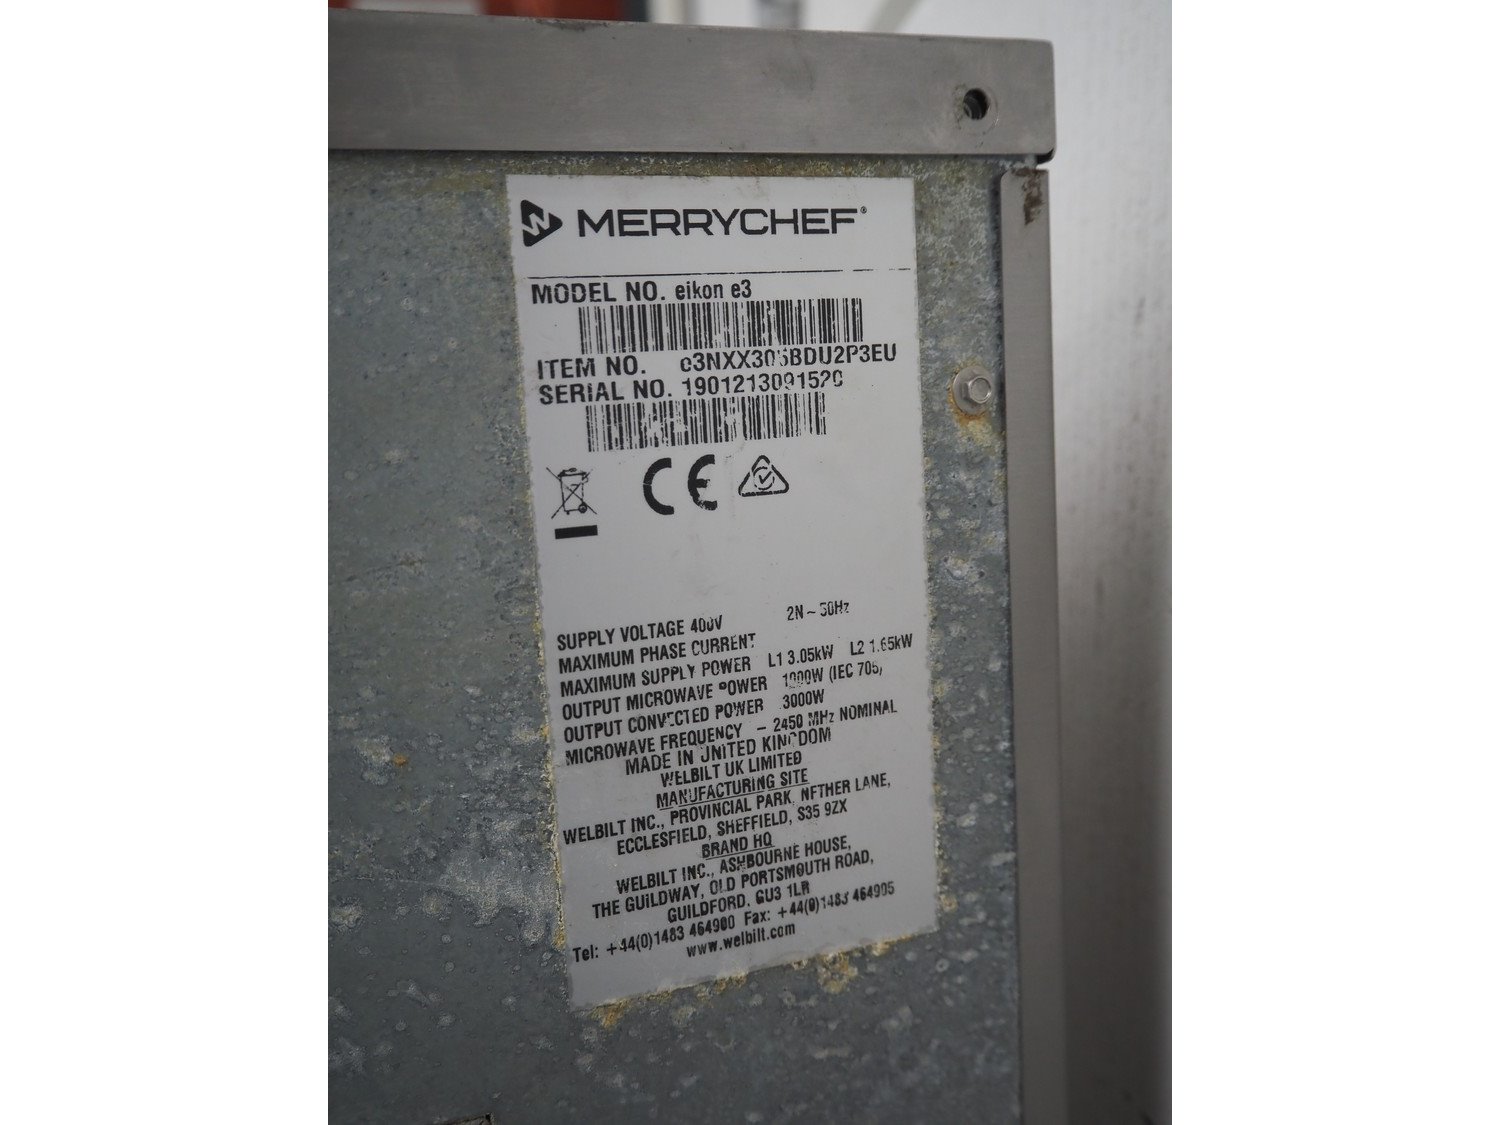 MERRYCHEF®
MODEL NO. eikon e3
ITEM NO. e3NXX305BDU2P3EU
SERIAL NO. 1901213091520
CE
SUPPLY VOLTAGE 400V 2N ~ 50Hz
MAXIMUM PHASE CURRENT
MAXIMUM SUPPLY POWER L1 3.05kW L2 1.65kW
OUTPUT MICROWAVE POWER 1000W (IEC 705)
OUTPUT CONVECTED POWER 3000W
MICROWAVE FREQUENCY – 2450 MHz NOMINAL
MADE IN UNITED KINGDOM
WELBILT UK LIMITED
MANUFACTURING SITE
WELBILT INC., PROVINCIAL PARK, NETHER LANE,
ECCLESFIELD, SHEFFIELD, S35 9ZX
BRAND HQ
WELBILT INC., ASHBOURNE HOUSE,
THE GUILDWAY, OLD PORTSMOUTH ROAD,
GUILDFORD, GU3 1LR
Tel: +44(0)1483 464900 Fax: +44(0)1483 464905
www.welbilt.com